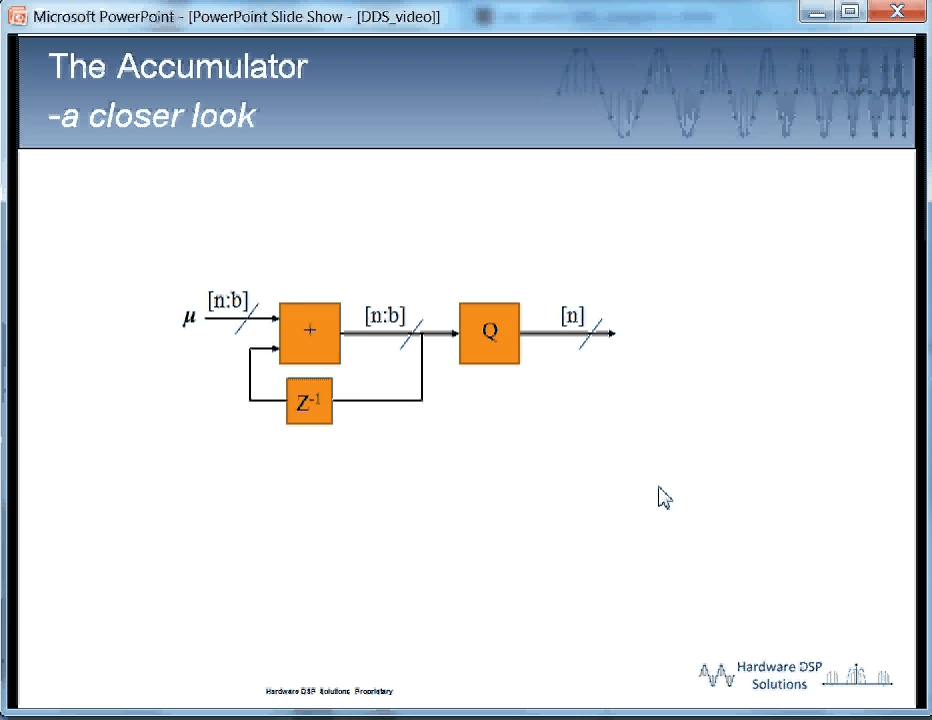 Microsoft PowerPoint - [PowerPoint Slide Show - [DDS_video]]
The Accumulator
-a closer look
μ
[n:b]
+
[n:b]
Q
[n]
Z⁻¹
Hardware DSP
Solutions
Hardware DSP Solutions Proprietary